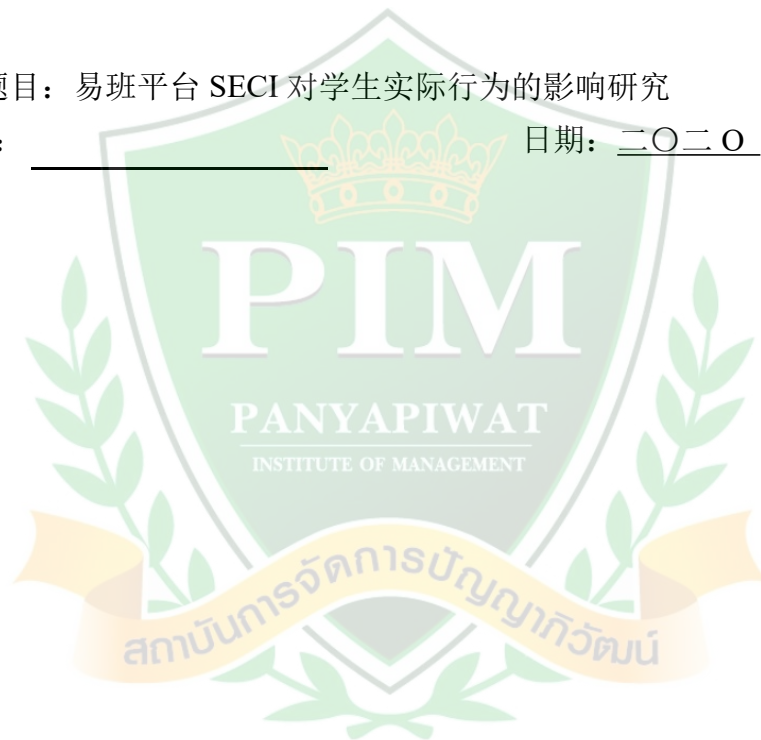 题目：易班平台 SECI 对学生实际行为的影响研究
： 日期：二〇二 O
PIM
PANYAPIWAT
INSTITUTE OF MANAGEMENT
สถาบันการจัดการปัญญาภิวัฒน์